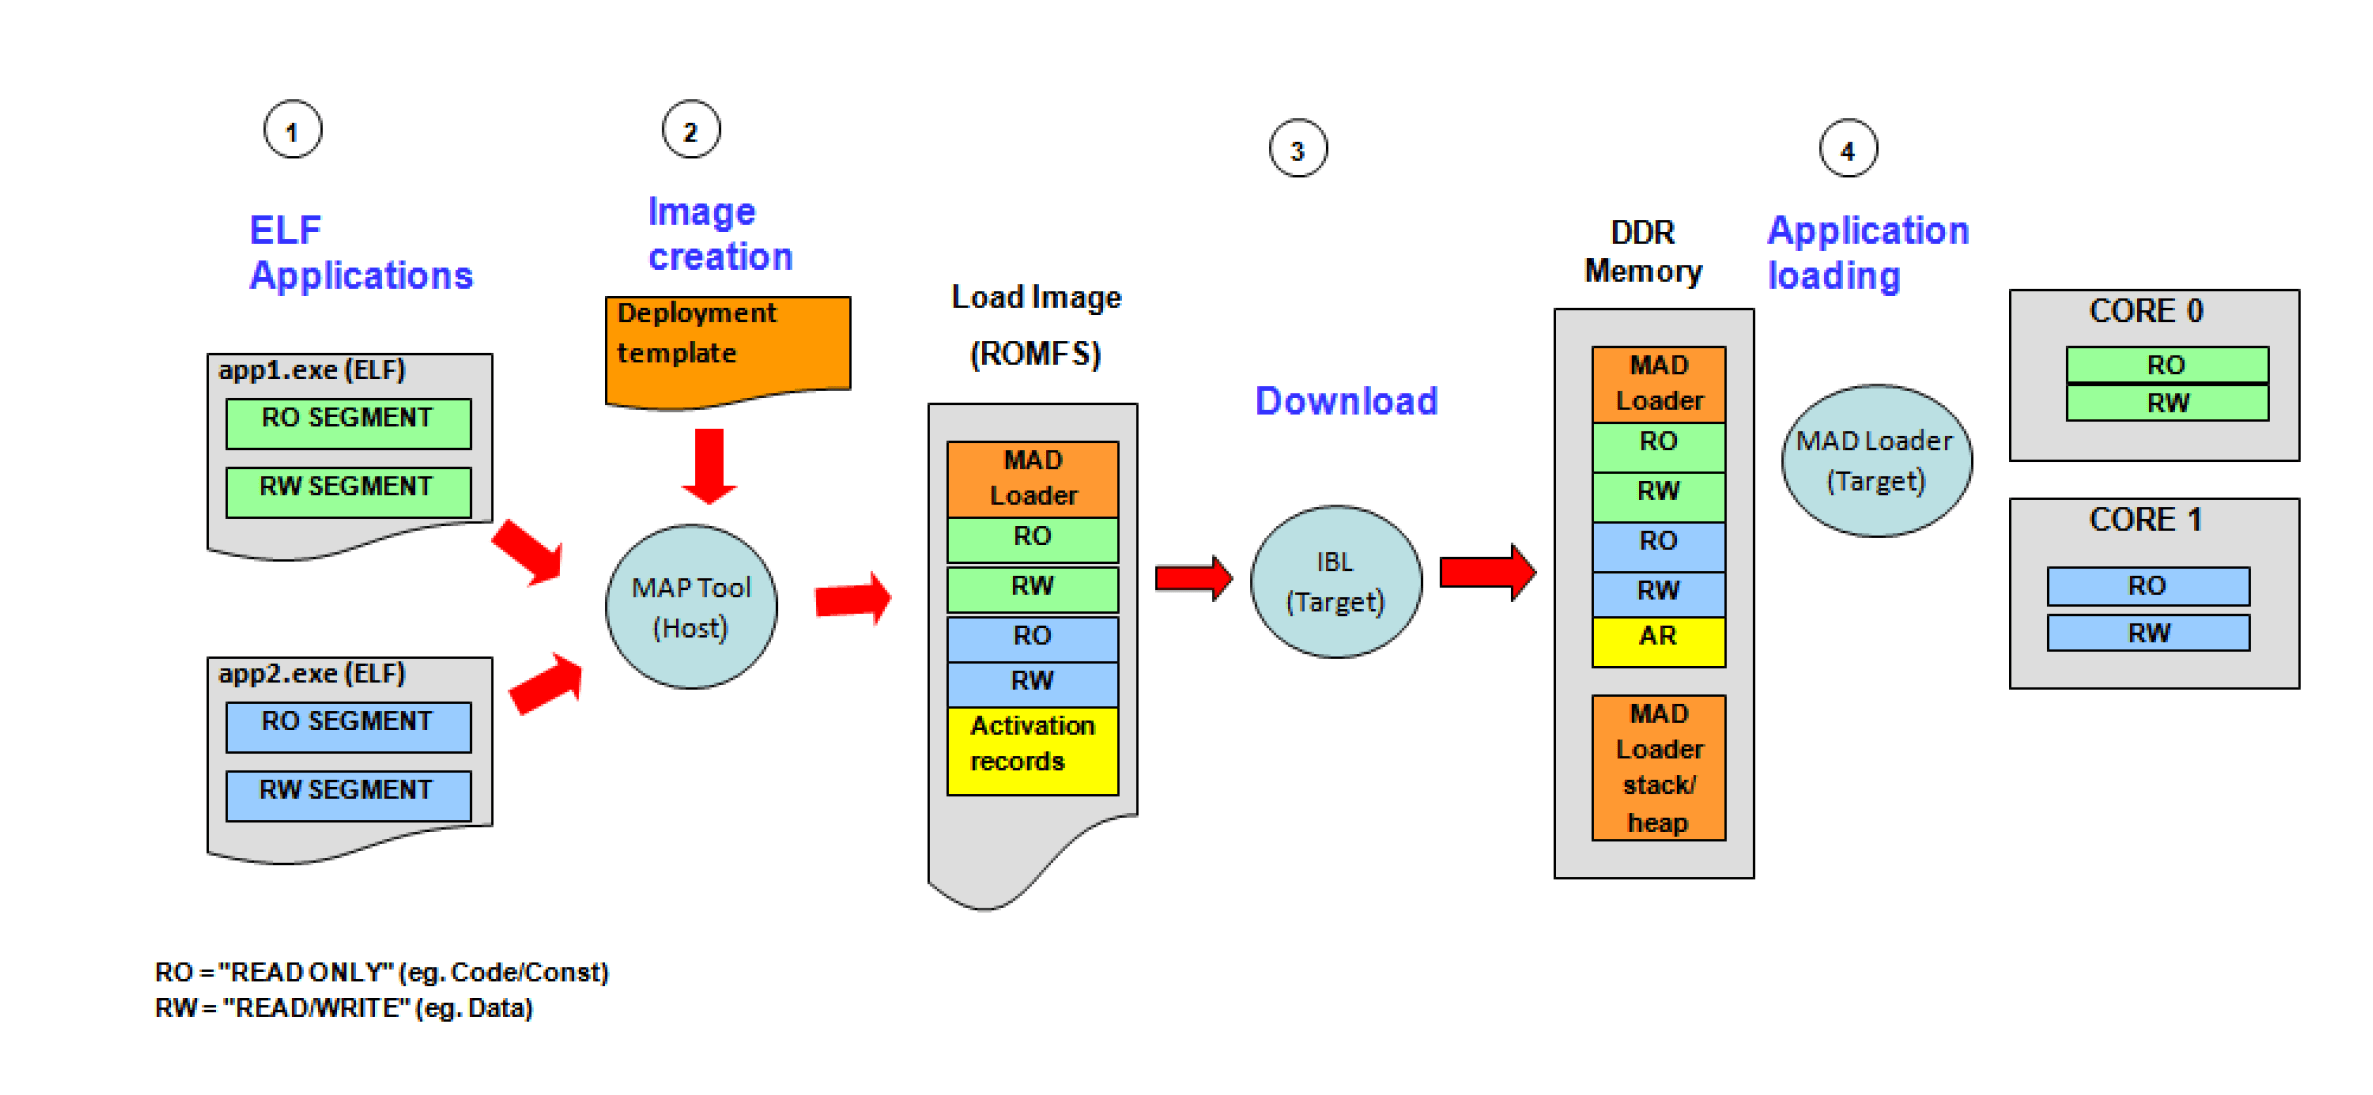 1
ELF
Applications
app1.exe (ELF)
RO SEGMENT
RW SEGMENT
app2.exe (ELF)
RO SEGMENT
RW SEGMENT
2
Image
creation
Deployment
template
MAP Tool
(Host)
Load Image
(ROMFS)
MAD
Loader
RO
RW
RO
RW
Activation
records
3
Download
IBL
(Target)
DDR
Memory
MAD
Loader
RO
RW
RO
RW
AR
MAD
Loader
stack/
heap
4
Application
loading
MAD Loader
(Target)
CORE 0
RO
RW
CORE 1
RO
RW
RO = "READ ONLY" (eg. Code/Const)
RW = "READ/WRITE" (eg. Data)